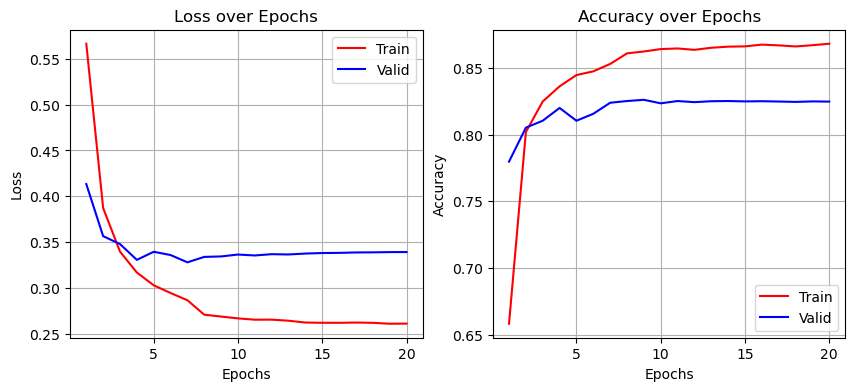 Loss over Epochs
Loss
0.55
0.50
0.45
0.40
0.35
0.30
0.25
Train
Valid
5
10
15
20
Epochs
Accuracy over Epochs
Accuracy
0.85
0.80
0.75
0.70
0.65
Train
Valid
5
10
15
20
Epochs